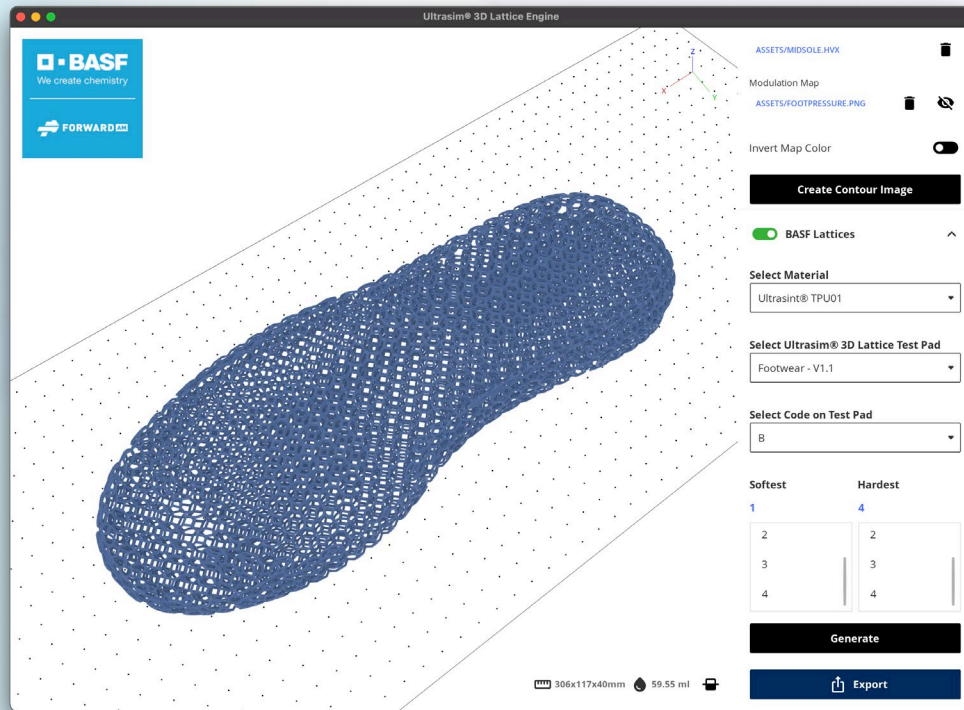 Ultrasim® 3D Lattice Engine
BASF
We create chemistry
FORWARD AM
Z
X
Y
ASSETS/MIDSOLE.HVX
Modulation Map
ASSETS/FOOTPRESSURE.PNG
Invert Map Color
Create Contour Image
BASF Lattices
Select Material
Ultrasint® TPU01
Select Ultrasim® 3D Lattice Test Pad
Footwear - V1.1
Select Code on Test Pad
B
Softest Hardest
1 4
2 2
3 3
4 4
Generate
306x117x40mm 59.55 ml
Export